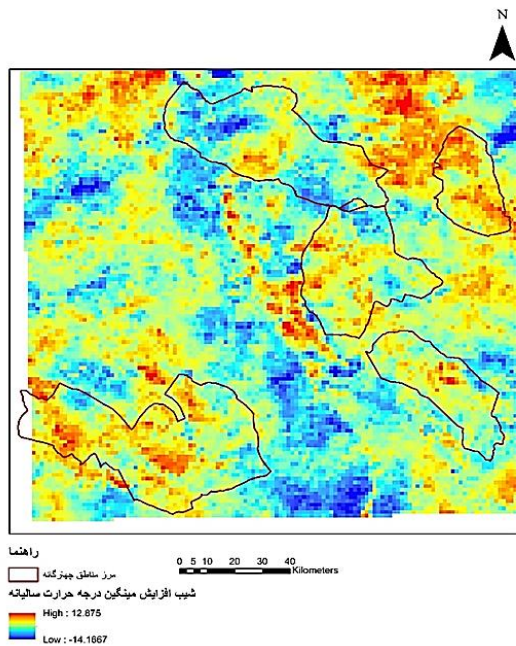 N
راهنما
مرز مناطق چهارگانه
0 5 10 20 30 40
Kilometers
شیب افزایش مینگین درجه حرارت سالیانه
High : 12.875
Low : -14.1667